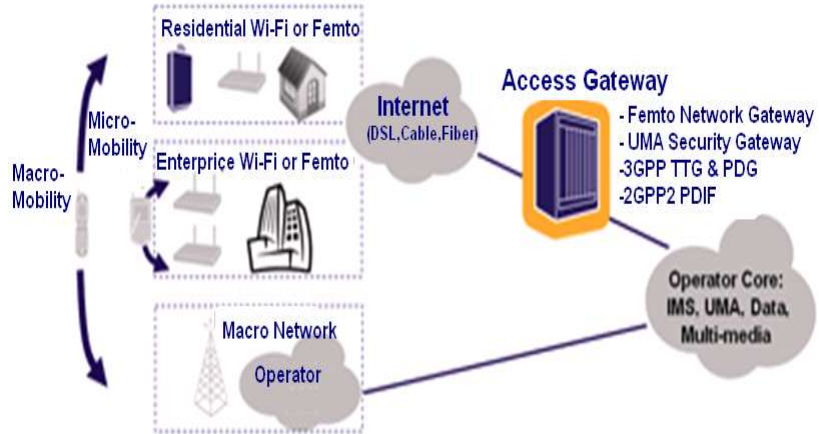 Residential Wi-Fi or Femto
Micro-
Mobility
Macro-
Mobility
Enterprice Wi-Fi or Femto
Macro Network
Operator
Internet
(DSL,Cable,Fiber)
Access Gateway
- Femto Network Gateway
- UMA Security Gateway
-3GPP TTG & PDG
-2GPP2 PDIF
Operator Core:
IMS, UMA, Data,
Multi-media